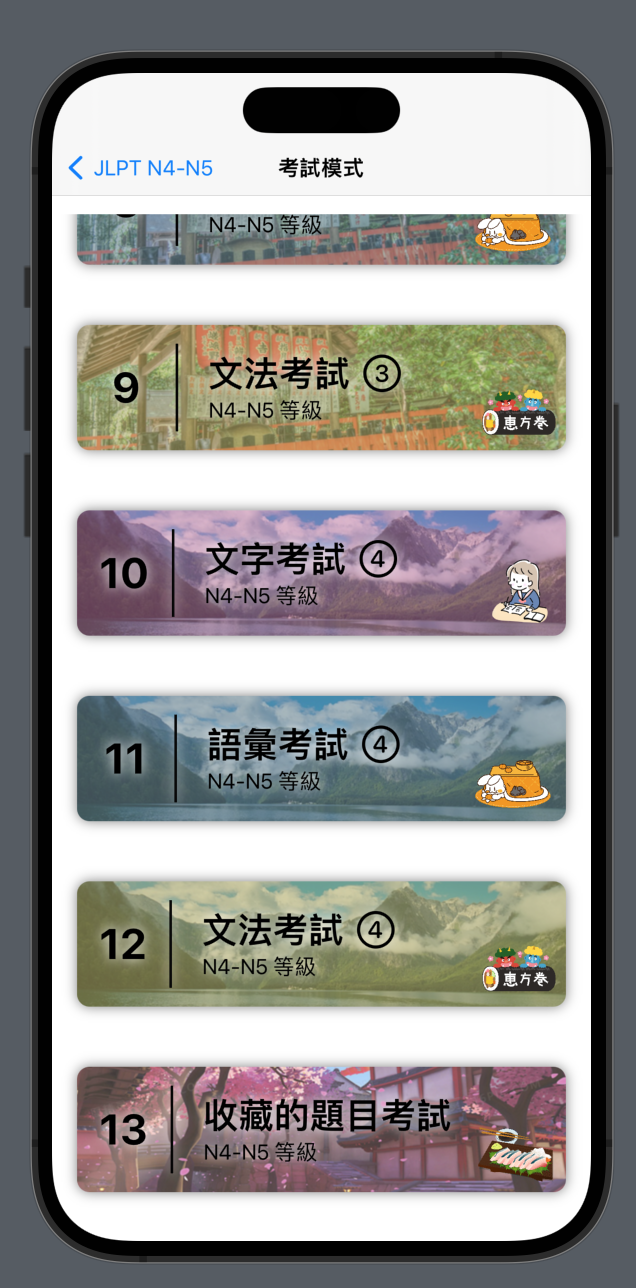 JLPT N4-N5
考試模式
N4-N5 等級
9
文法考試 ③
N4-N5 等級
恵方巻
10
文字考試 ④
N4-N5 等級
11
語彙考試 ④
N4-N5 等級
12
文法考試 ④
N4-N5 等級
恵方巻
13
收藏的題目考試
N4-N5 等級